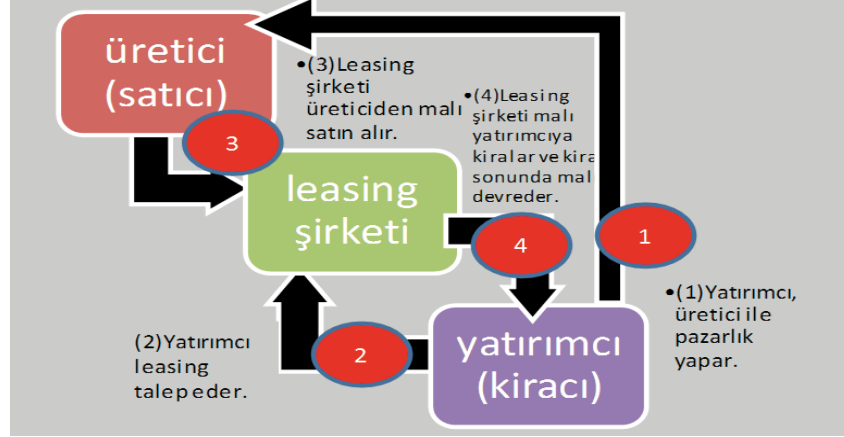 üretici
(satıcı)
3
•(3)Leasing
şirketi
üreticiden malı
satın alır.
•(4)Leasing
şirketi malı
yatırımcıya
kiralar ve kira
sonunda mal
devreder.
leasing
şirketi
4
1
•(1)Yatırımcı,
üretici ile
pazarlık
yapar.
(2)Yatırımcı
leasing
talep eder.
2
yatırımcı
(kiracı)